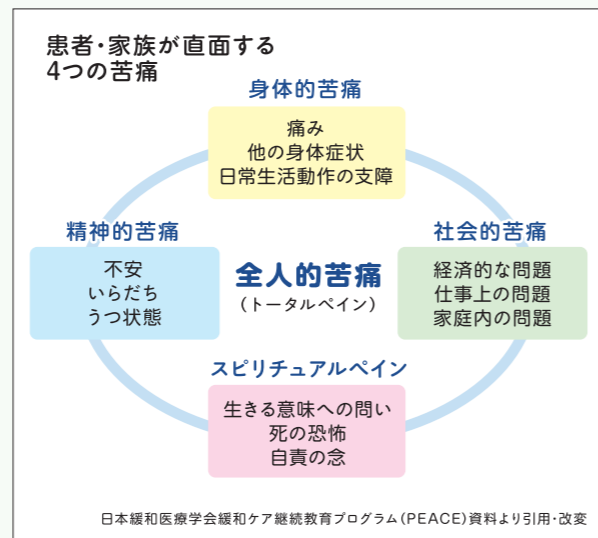 患者・家族が直面する
4つの苦痛
身体的苦痛
痛み
他の身体症状
日常生活動作の支障
精神的苦痛
不安
いらだち
うつ状態
全人的苦痛
(トータルペイン)
社会的苦痛
経済的な問題
仕事上の問題
家庭内の問題
スピリチュアルペイン
生きる意味への問い
死の恐怖
自責の念
日本緩和医療学会緩和ケア継続教育プログラム(PEACE)資料より引用・改変